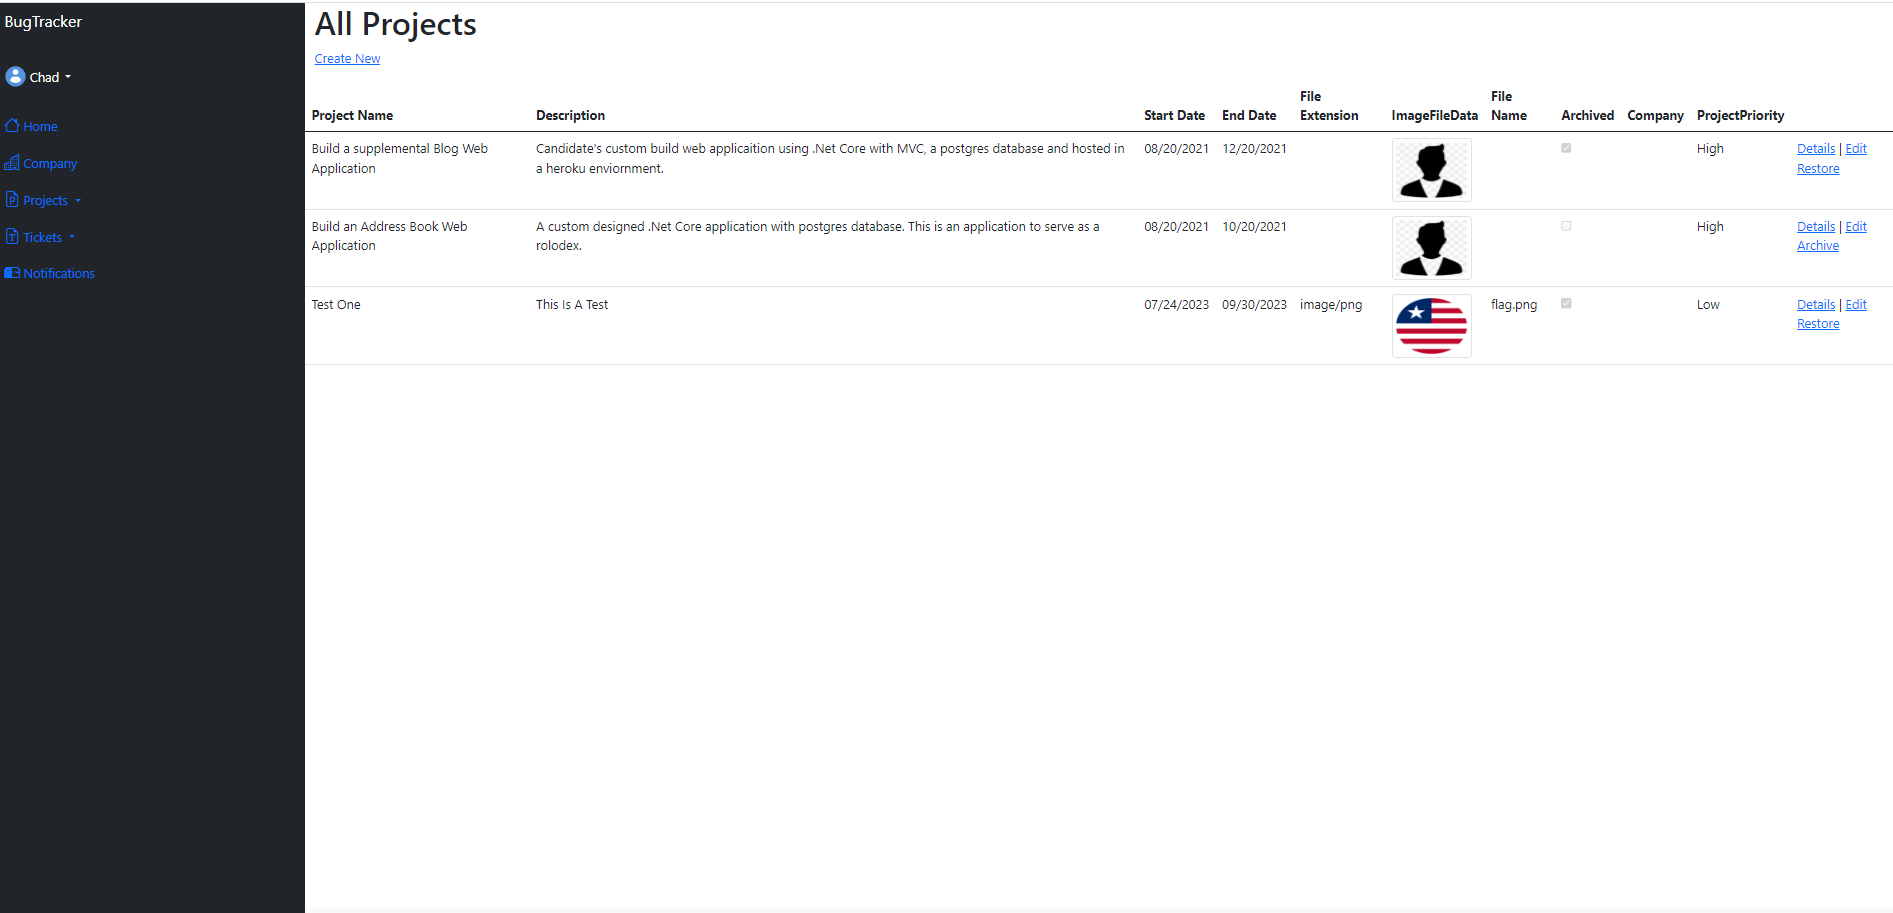 BugTracker
Chad
Home
Company
Projects
Tickets
Notifications
All Projects
Create New
Project Name Description Start Date End Date File Extension ImageFileData File Name Archived Company ProjectPriority
Build a supplemental Blog Web Candidate's custom build web applicaition using .Net Core with MVC, a postgres database and hosted in 08/20/2021 12/20/2021 High Details | Edit
Application a heroku enviornment. Restore
Build an Address Book Web A custom designed .Net Core application with postgres database. This is an application to serve as a 08/20/2021 10/20/2021 High Details | Edit
Application rolodex. Archive
Test One This Is A Test 07/24/2023 09/30/2023 image/png flag.png Low Details | Edit
Restore